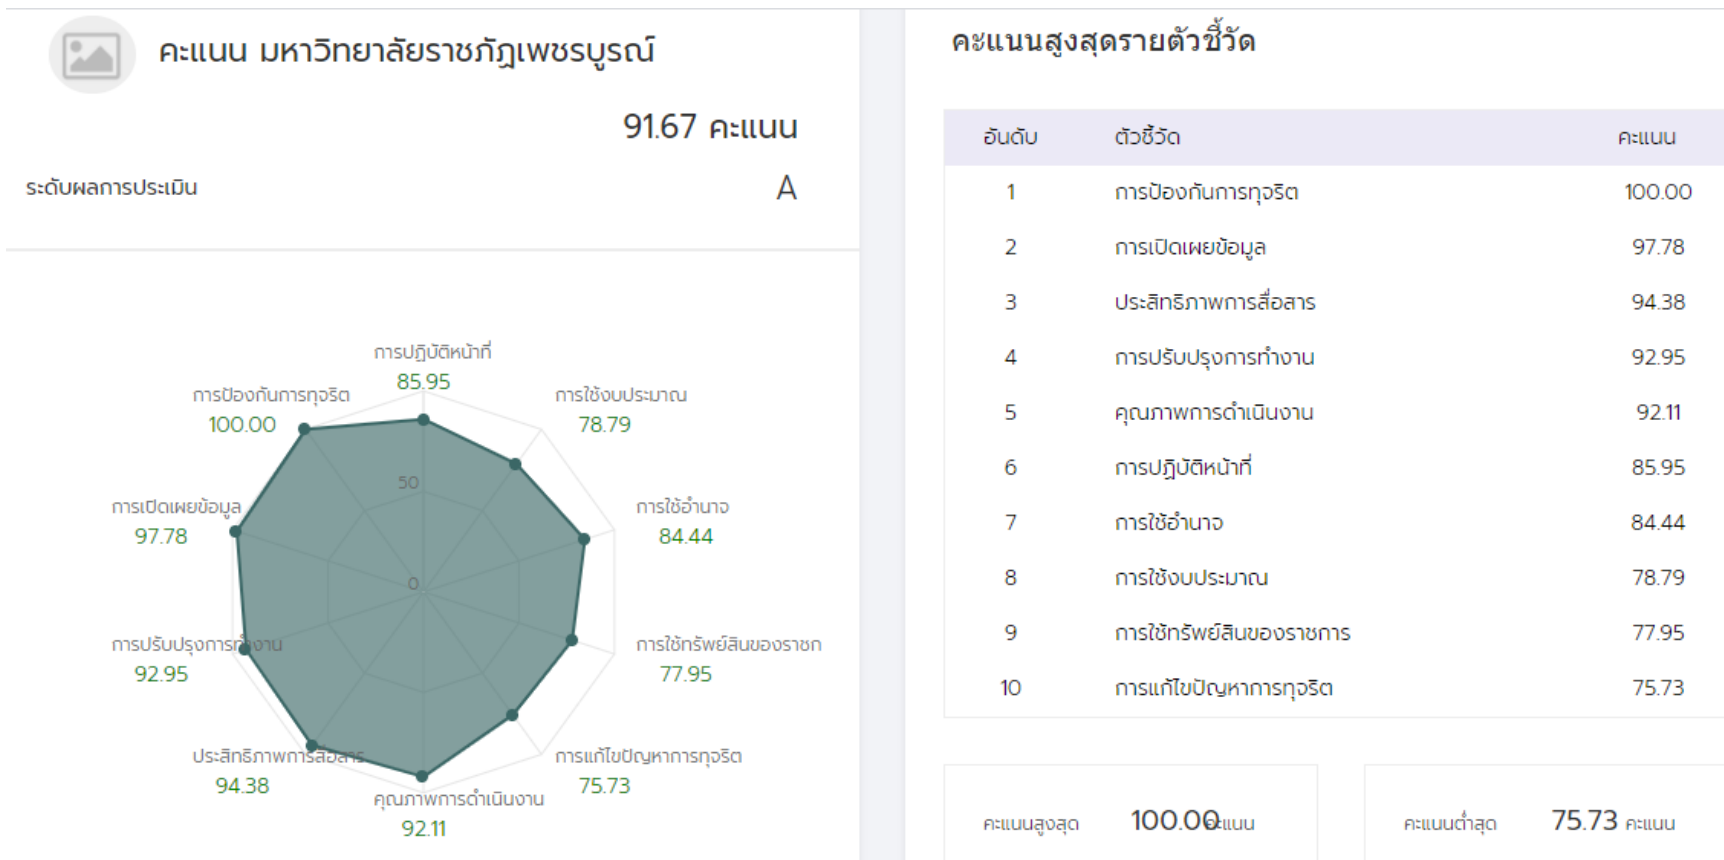 คะแนน มหาวิทยาลัยราชภัฏเพชรบูรณ์
91.67 คะแนน
ระดับผลการประเมิน A
การปฏิบัติหน้าที่
85.95
การป้องกันการทุจริต
100.00
การใช้งบประมาณ
78.79
50
การเปิดเผยข้อมูล
97.78
การใช้อำนาจ
84.44
0
การปรับปรุงการทำงาน
92.95
การใช้ทรัพย์สินของราชก
77.95
ประสิทธิภาพการสื่อสาร
94.38
การแก้ไขปัญหาการทุจริต
75.73
คุณภาพการดำเนินงาน
92.11
คะแนนสูงสุดรายตัวชี้วัด
อันดับ ตัวชี้วัด คะแนน
1 การป้องกันการทุจริต 100.00
2 การเปิดเผยข้อมูล 97.78
3 ประสิทธิภาพการสื่อสาร 94.38
4 การปรับปรุงการทำงาน 92.95
5 คุณภาพการดำเนินงาน 92.11
6 การปฏิบัติหน้าที่ 85.95
7 การใช้อำนาจ 84.44
8 การใช้งบประมาณ 78.79
9 การใช้ทรัพย์สินของราชการ 77.95
10 การแก้ไขปัญหาการทุจริต 75.73
คะแนนสูงสุด 100.00 คะแนน
คะแนนต่ำสุด 75.73 คะแนน